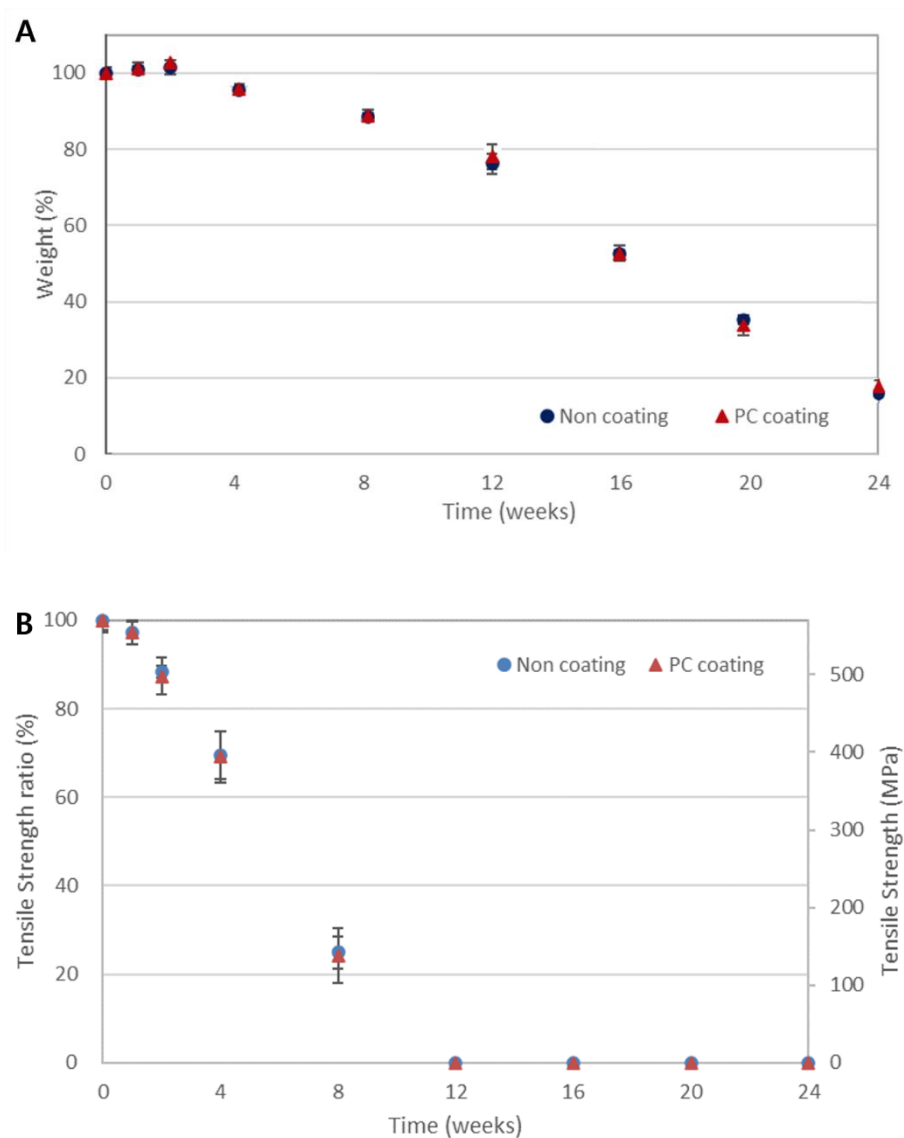 A
100
80
60
40
20
0
Weight (%)
Non coating PC coating
0 4 8 12 16 20 24
Time (weeks)
B
100
80
60
40
20
0
Tensile Strength ratio (%)
Non coating PC coating
500
400
300
200
100
0
Tensile Strength (MPa)
0 4 8 12 16 20 24
Time (weeks)